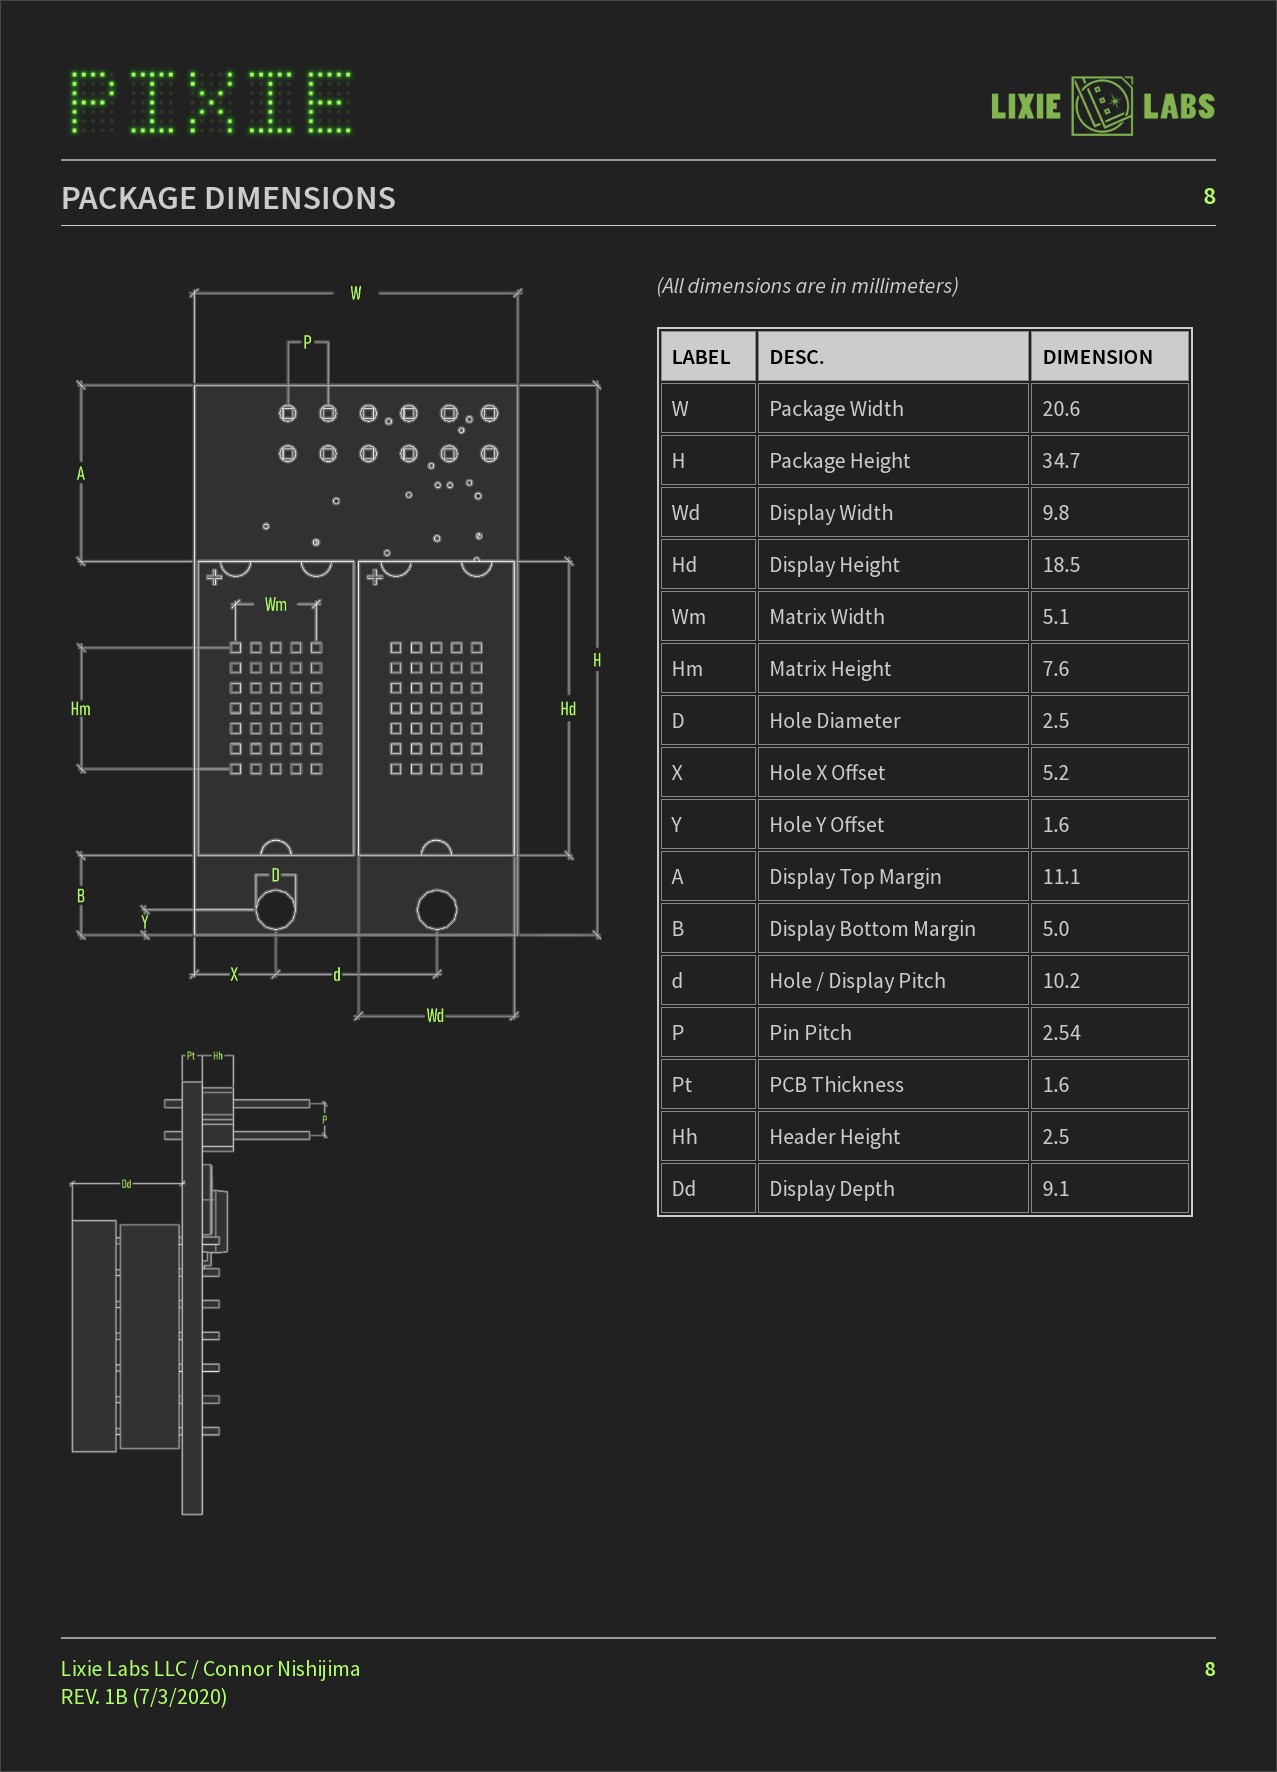 PIXIE
LIXIE LABS
PACKAGE DIMENSIONS
8
W
P
A
Wm
H
Hm
Hd
D
B
Y
X
d
Wd
Pt
Hh
P
Dd
(All dimensions are in millimeters)
LABEL DESC. DIMENSION
W Package Width 20.6
H Package Height 34.7
Wd Display Width 9.8
Hd Display Height 18.5
Wm Matrix Width 5.1
Hm Matrix Height 7.6
D Hole Diameter 2.5
X Hole X Offset 5.2
Y Hole Y Offset 1.6
A Display Top Margin 11.1
B Display Bottom Margin 5.0
d Hole / Display Pitch 10.2
P Pin Pitch 2.54
Pt PCB Thickness 1.6
Hh Header Height 2.5
Dd Display Depth 9.1
Lixie Labs LLC / Connor Nishijima
8
REV. 1B (7/3/2020)